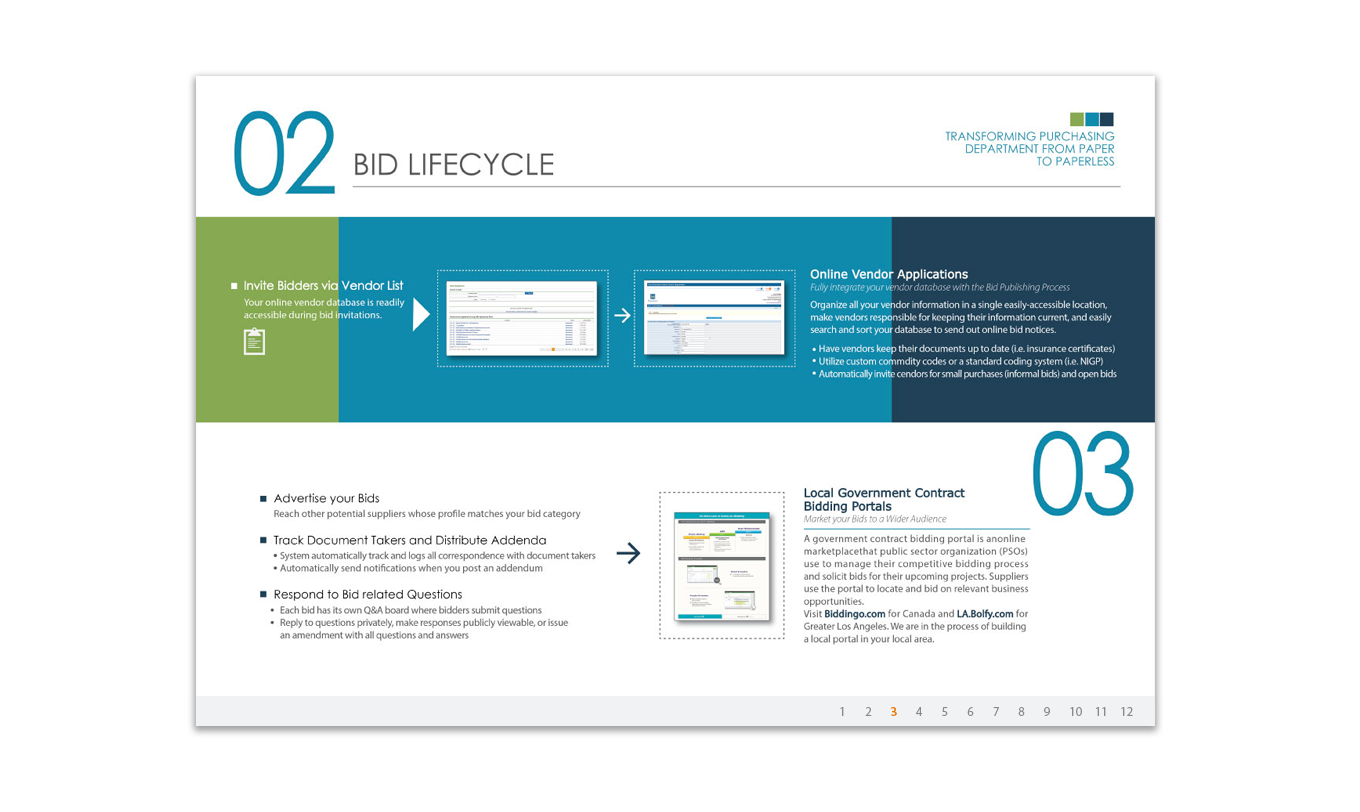 02
BID LIFECYCLE
TRANSFORMING PURCHASING
DEPARTMENT FROM PAPER
TO PAPERLESS
Invite Bidders via Vendor List
Your online vendor database is readily
accessible during bid invitations.
Online Vendor Applications
Fully Integrate your vendor database with the Bid Publishing Process
Organize all your vendor information in a single easily-accessible location,
make vendors responsible for keeping their information current, and easily
search and sort your database to send out online bid notices.
• Have vendors keep their documents up to date (i.e. insurance certificates)
• Utilize custom commdity codes or a standard coding system (i.e. NIGP)
• Automatically invite cendors for small purchases (informal bids) and open bids
03
Advertise your Bids
Reach other potential suppliers whose profile matches your bid category
Track Document Takers and Distribute Addenda
• System automatically track and logs all correspondence with document takers
• Automatically send notifications when you post an addendum
Respond to Bid related Questions
• Each bid has its own Q&A board where bidders submit questions
• Reply to questions privately, make responses publicly viewable, or issue
an amendment with all questions and answers
Local Government Contract
Bidding Portals
Market your Bids to a Wider Audience
A government contract bidding portal is anonline
marketplacethat public sector organization (PSOs)
use to manage their competitive bidding process
and solicit bids for their upcoming projects. Suppliers
use the portal to locate and bid on relevant business
opportunities.
Visit Biddingo.com for Canada and LA.Bolfy.com for
Greater Los Angeles. We are in the process of building
a local portal in your local area.
1 2 3 4 5 6 7 8 9 10 11 12